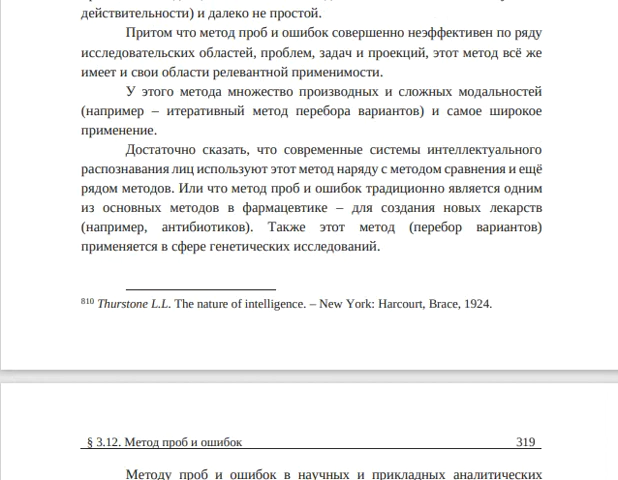 действительности) и далеко не простой.
Притом что метод проб и ошибок совершенно неэффективен по ряду
исследовательских областей, проблем, задач и проекций, этот метод всё же
имеет и свои области релевантной применимости.
У этого метода множество производных и сложных модальностей
(например – итеративный метод перебора вариантов) и самое широкое
применение.
Достаточно сказать, что современные системы интеллектуального
распознавания лиц используют этот метод наряду с методом сравнения и ещё
рядом методов. Или что метод проб и ошибок традиционно является одним
из основных методов в фармацевтике – для создания новых лекарств
(например, антибиотиков). Также этот метод (перебор вариантов)
применяется в сфере генетических исследований.
810 Thurstone L.L. The nature of intelligence. – New York: Harcourt, Brace, 1924.
§ 3.12. Метод проб и ошибок 319
Методу проб и ошибок в научных и прикладных аналитических